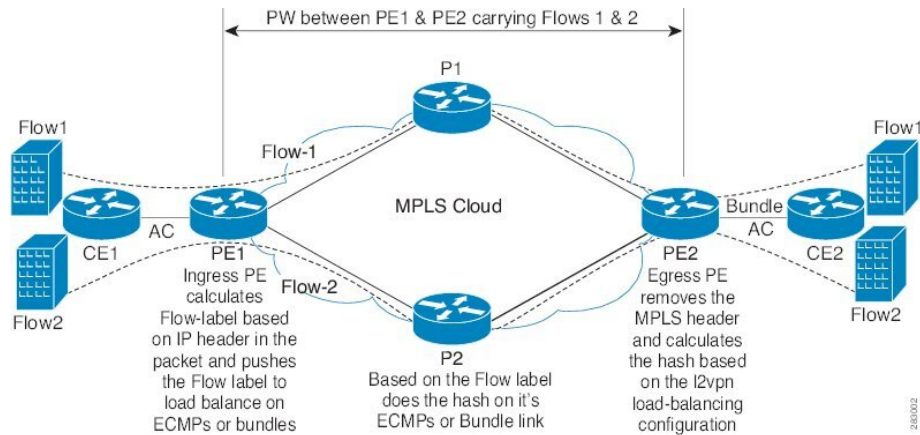 PW between PE1 & PE2 carrying Flows 1 & 2
P1
Flow1
Flow-1
MPLS Cloud
Flow1
CE1
AC
PE1
PE2
Bundle
AC
CE2
Flow2
Flow-2
Flow2
Ingress PE
calculates
Flow-label based
on IP header in the
packet and pushes
the Flow label to
load balance on
ECMPs or bundles
P2
Based on the Flow label
does the hash on it's
ECMPs or Bundle link
Egress PE
removes the
MPLS header
and calculates
the hash based
on the l2vpn
load-balancing
configuration